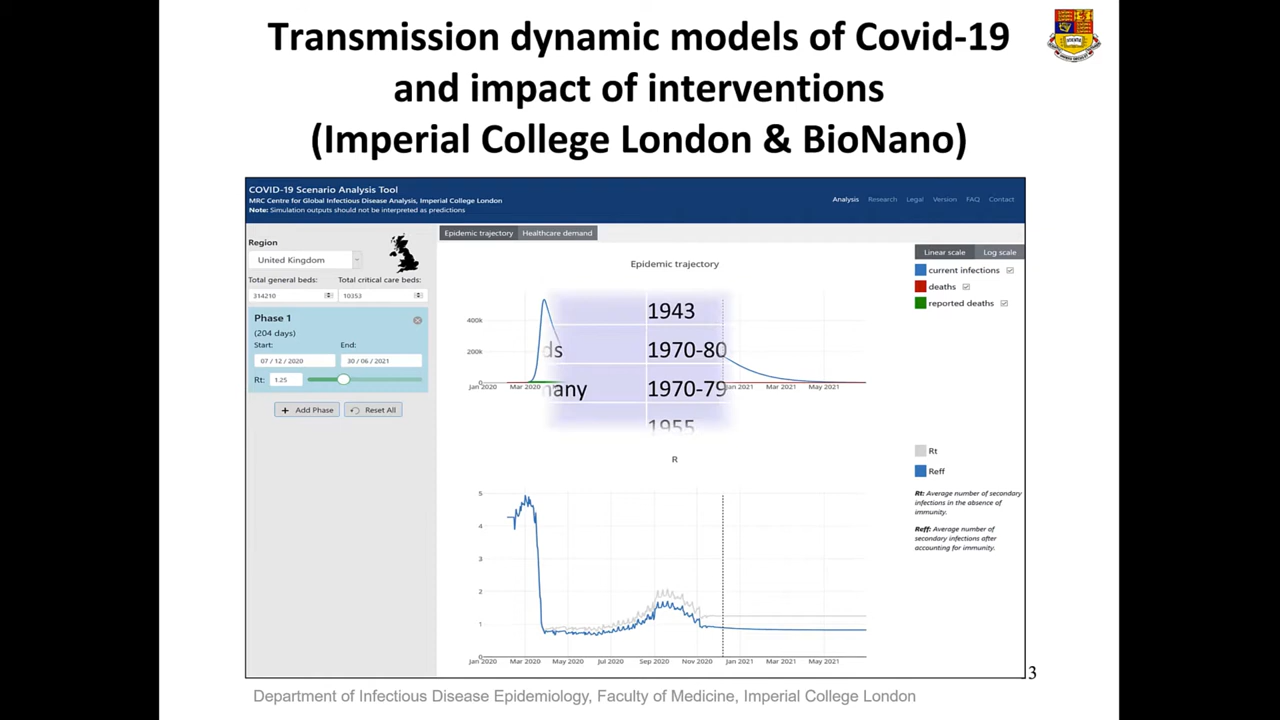 Transmission dynamic models of Covid-19
and impact of interventions
(Imperial College London & BioNano)
COVID-19 Scenario Analysis Tool
MRC Centre for Global Infectious Disease Analysis, Imperial College London
Note: Simulation outputs should not be interpreted as predictions
Analysis Research Legal Version FAQ Contact
Region
United Kingdom
Total general beds: Total critical care beds:
314210 10353
Phase 1
(204 days)
Start: End:
07 / 12 / 2020 30 / 06 / 2021
Rt: 1.25
+ Add Phase Reset All
Epidemic trajectory Healthcare demand
Epidemic trajectory
400k
200k
0
Jan 2020 Mar 2020 Jan 2021 Mar 2021 May 2021
1943
ds 1970-80
many 1970-79
1955
Linear scale Log scale
current infections
deaths
reported deaths
R
5
4
3
2
1
0
Jan 2020 Mar 2020 May 2020 Jul 2020 Sep 2020 Nov 2020 Jan 2021 Mar 2021 May 2021
Rt
Reff
Rt: Average number of secondary
infections in the absence of
immunity.
Reff: Average number of
secondary infections after
accounting for immunity.
3
Department of Infectious Disease Epidemiology, Faculty of Medicine, Imperial College London